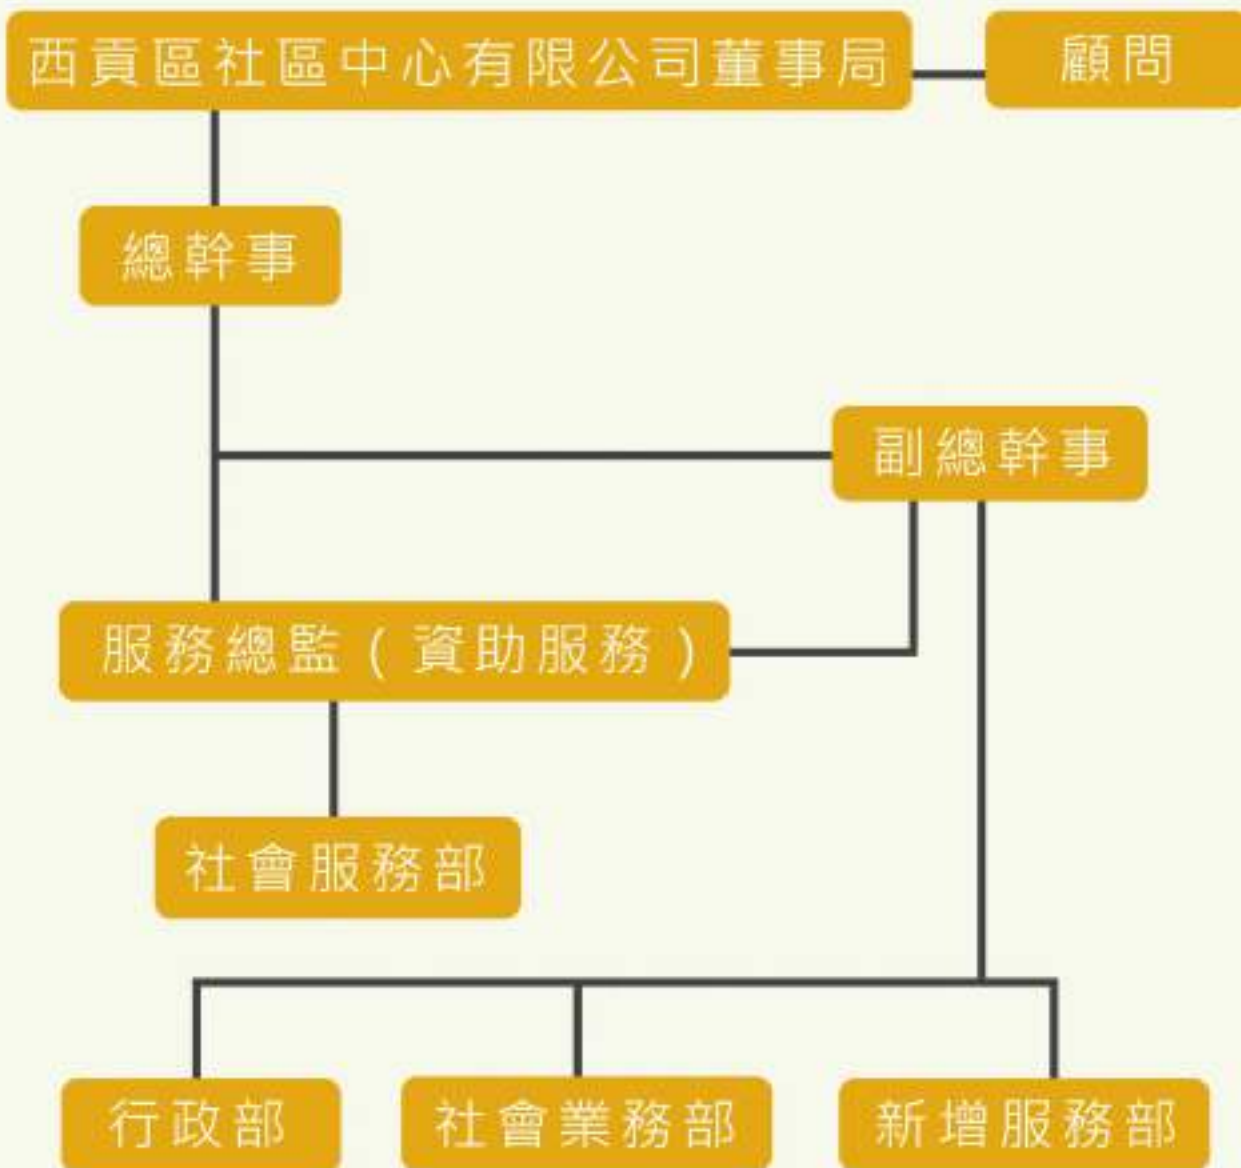 西貢區社區中心有限公司董事局
顧問
總幹事
副總幹事
服務總監（資助服務）
社會服務部
行政部
社會業務部
新增服務部